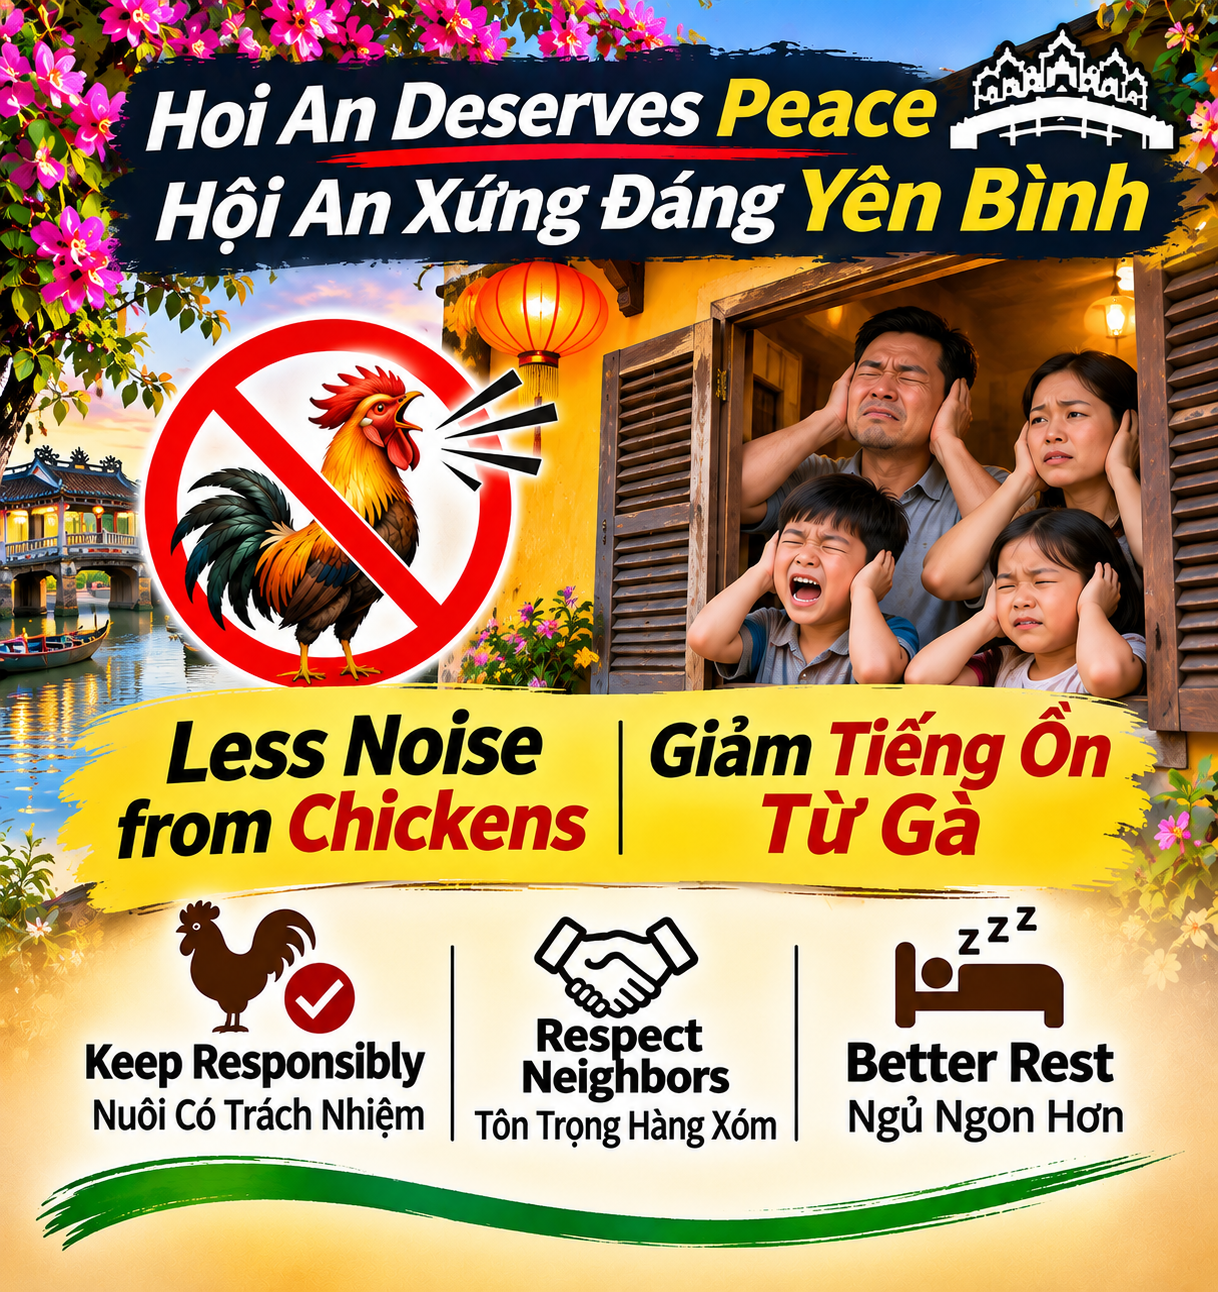 Hoi An Deserves Peace
Hội An Xứng Đáng Yên Bình
Less Noise
from Chickens
Giảm Tiếng Ồn
Từ Gà
z z z
Keep Responsibly
Nuôi Có Trách Nhiệm
Respect
Neighbors
Tôn Trọng Hàng Xóm
Better Rest
Ngủ Ngon Hơn